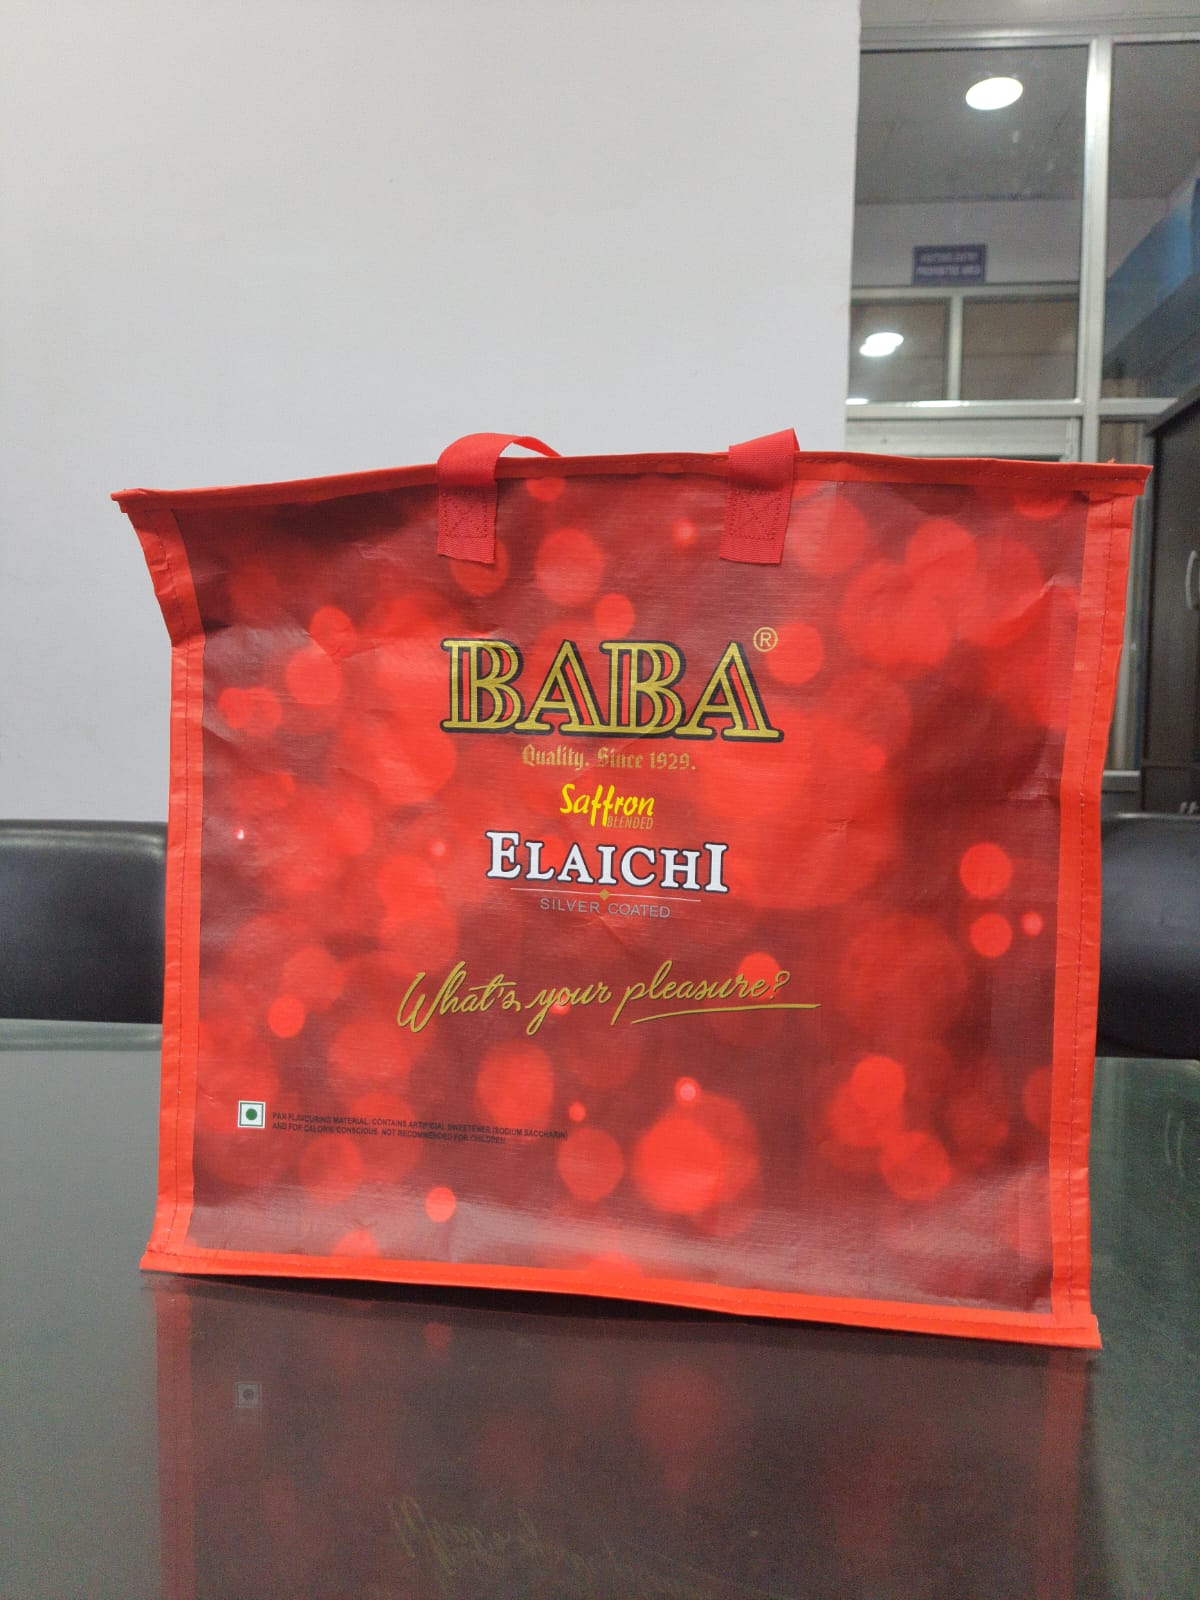 BABA®
Quality. Since 1929.
Saffron
BLENDED
ELAICHI
SILVER COATED
What's your pleasure?
PAN FLAVOURING MATERIAL. CONTAINS ARTIFICIAL SWEETENER (SODIUM SACCHARIN)
AND FOR CALORIE CONSCIOUS. NOT RECOMMENDED FOR CHILDREN